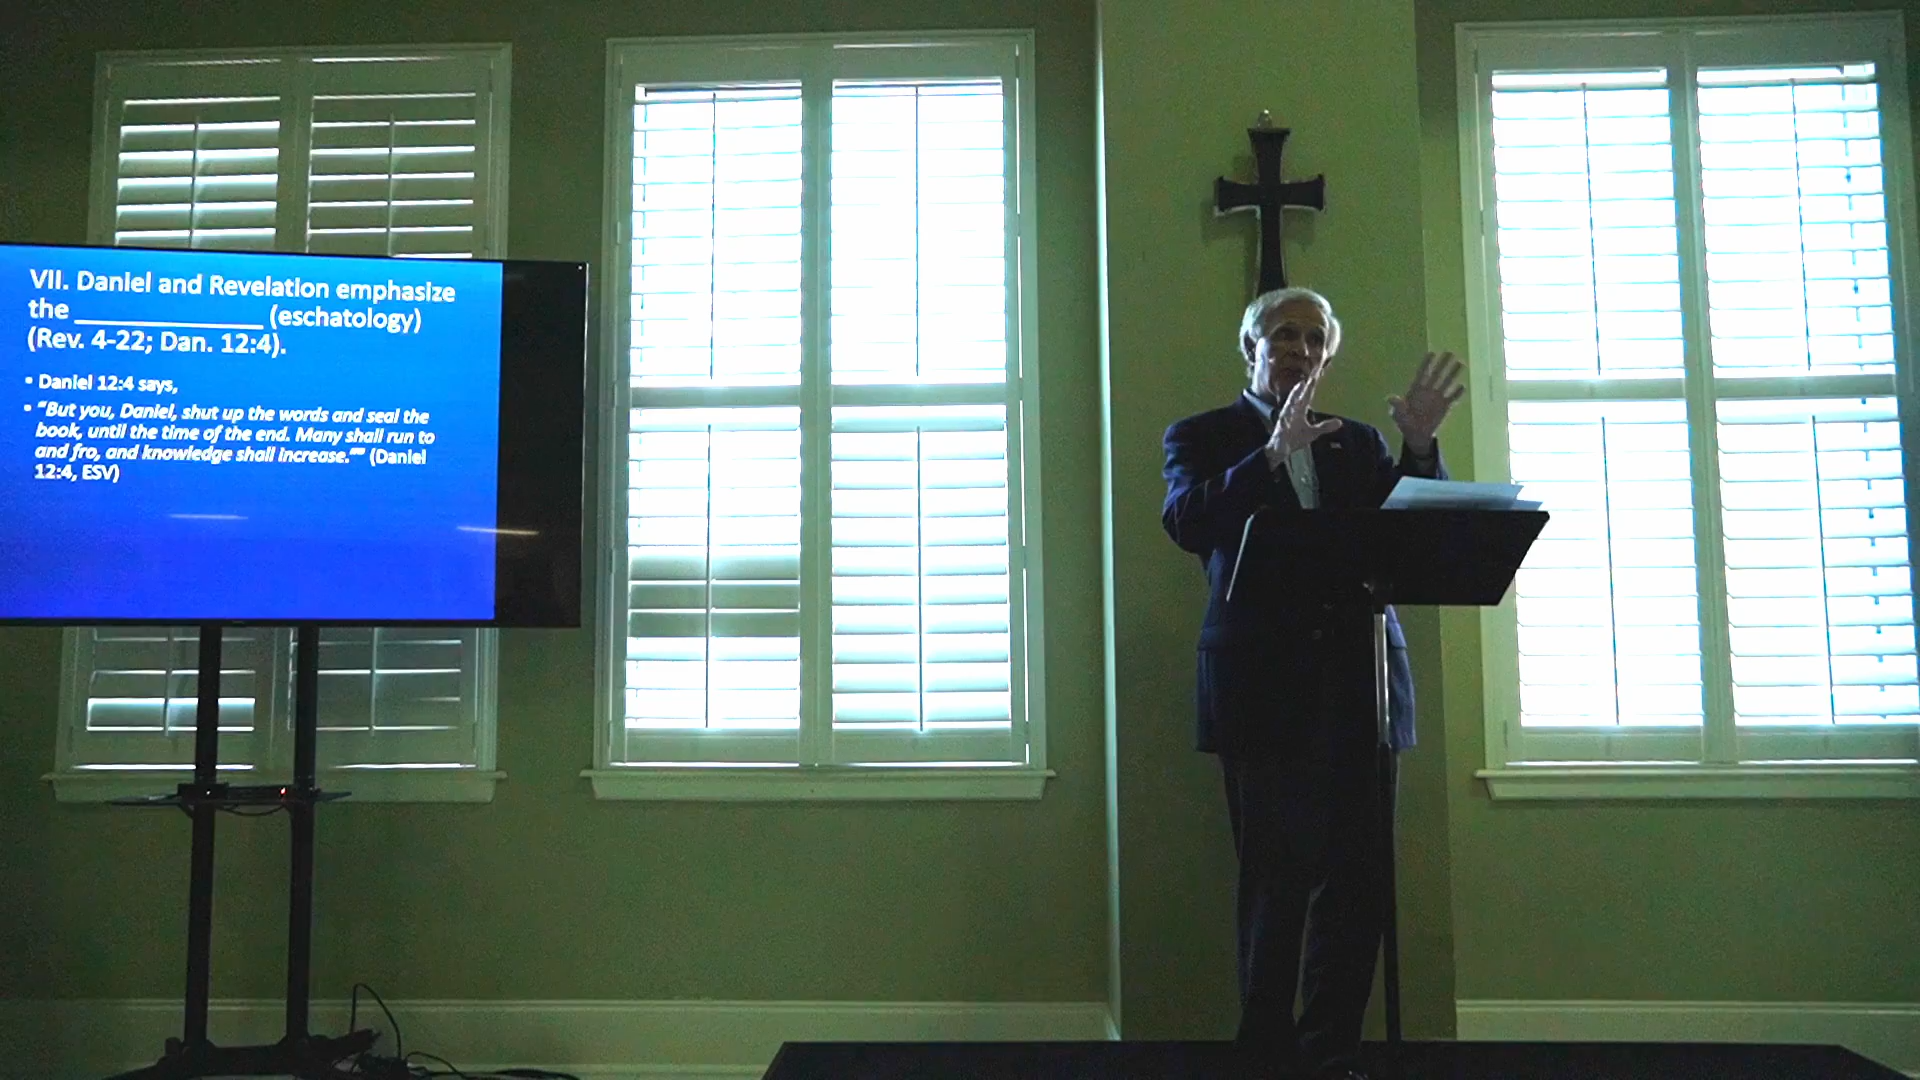 VII. Daniel and Revelation emphasize
the ______________ (eschatology)
(Rev. 4-22; Dan. 12:4).
• Daniel 12:4 says,
• “But you, Daniel, shut up the words and seal the
book, until the time of the end. Many shall run to
and fro, and knowledge shall increase.”” (Daniel
12:4, ESV)